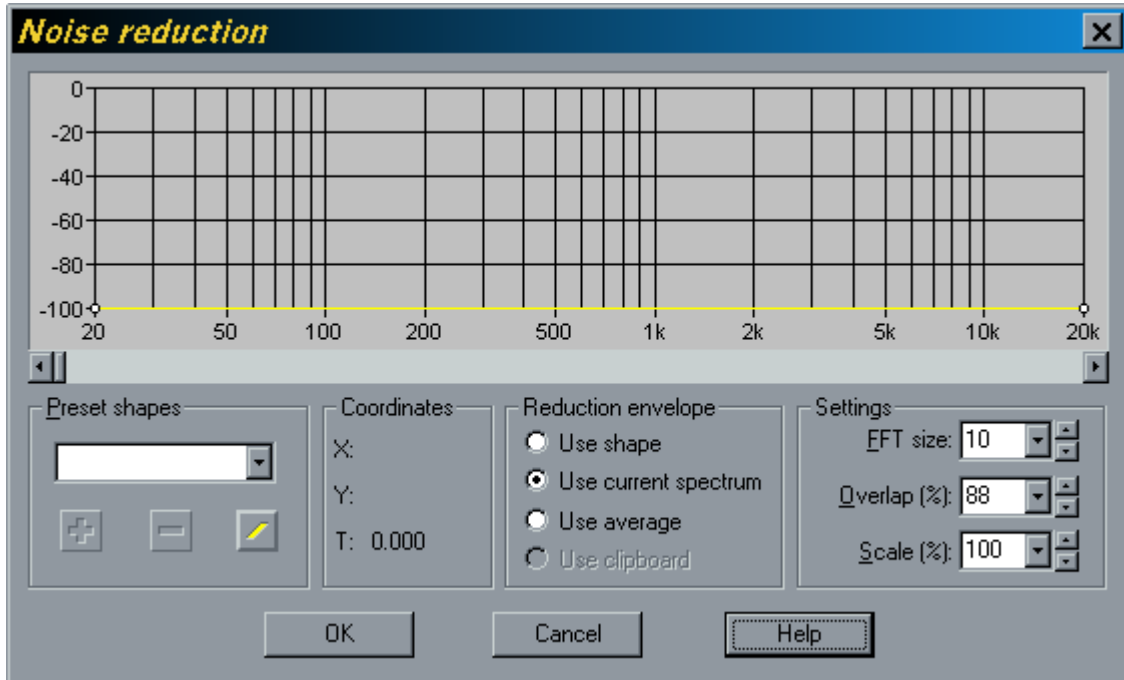 Noise reduction
0
-20
-40
-60
-80
-100
20 50 100 200 500 1k 2k 5k 10k 20k
Preset shapes
Coordinates
X:
Y:
T: 0.000
Reduction envelope
Use shape
Use current spectrum
Use average
Use clipboard
Settings
FFT size: 10
Overlap (%): 88
Scale (%): 100
OK Cancel Help